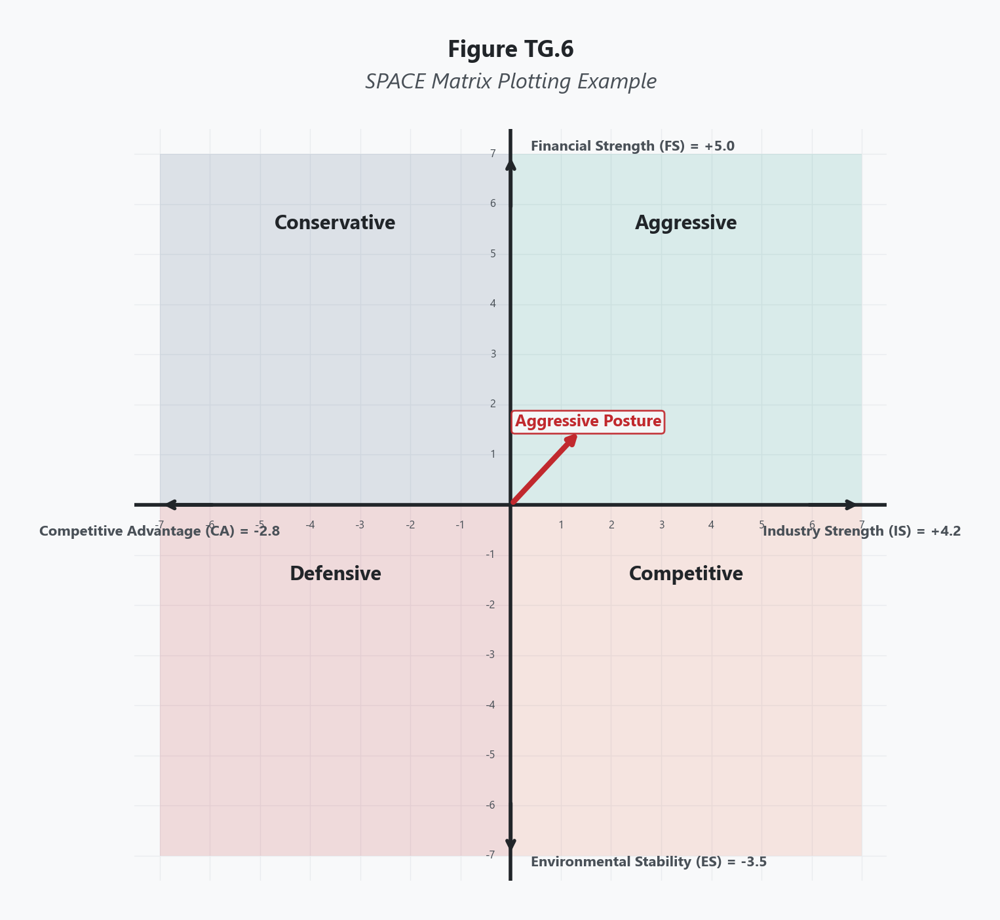 Figure TG.6
SPACE Matrix Plotting Example
Financial Strength (FS) = +5.0
7
6
Conservative
Aggressive
5
4
3
2
Aggressive Posture
1
-7
-6
-5
-4
-3
-2
-1
1
2
3
4
5
6
7
Competitive Advantage (CA) = -2.8
Industry Strength (IS) = +4.2
-1
Defensive
Competitive
-2
-3
-4
-5
-6
-7
Environmental Stability (ES) = -3.5